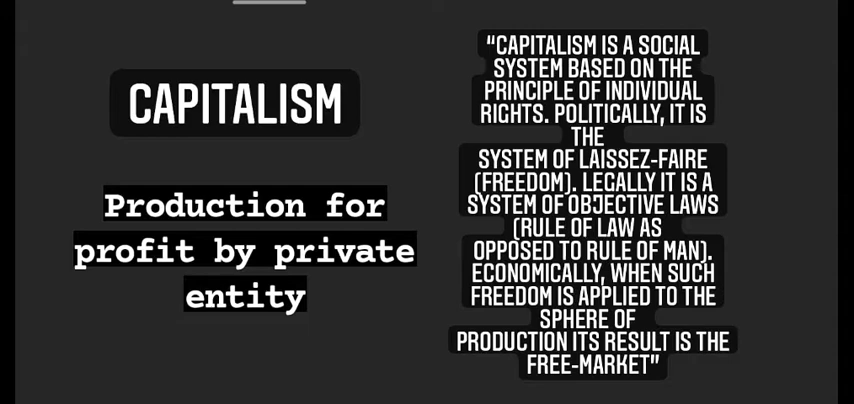 CAPITALISM
Production for
profit by private
entity
"CAPITALISM IS A SOCIAL
SYSTEM BASED ON THE
PRINCIPLE OF INDIVIDUAL
RIGHTS. POLITICALLY, IT IS
THE
SYSTEM OF LAISSEZ-FAIRE
(FREEDOM). LEGALLY IT IS A
SYSTEM OF OBJECTIVE LAWS
(RULE OF LAW AS
OPPOSED TO RULE OF MAN).
ECONOMICALLY, WHEN SUCH
FREEDOM IS APPLIED TO THE
SPHERE OF
PRODUCTION ITS RESULT IS THE
FREE-MARKET"